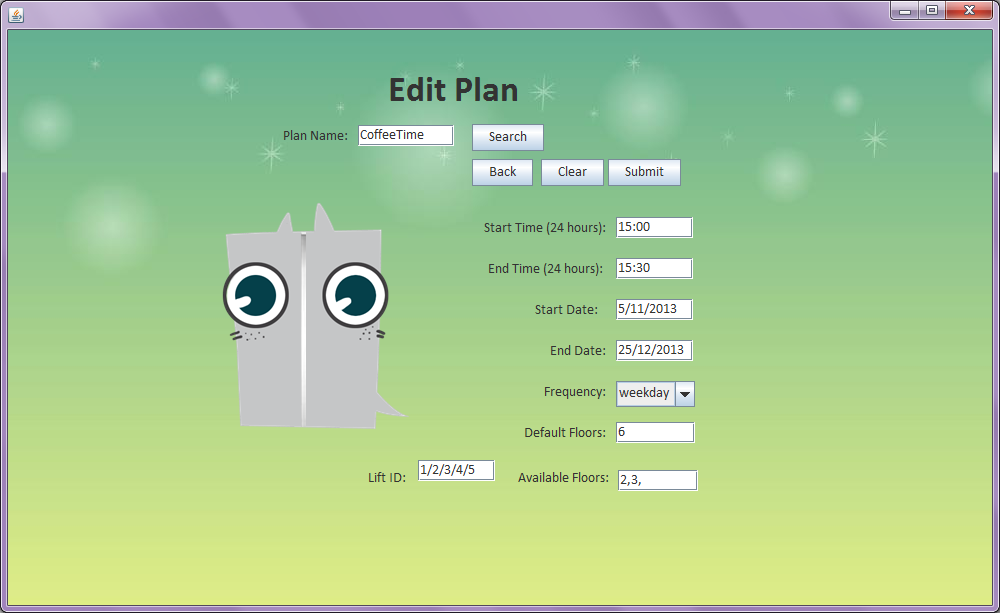 Edit Plan
Plan Name: CoffeeTime Search
Back Clear Submit
Start Time (24 hours): 15:00
End Time (24 hours): 15:30
Start Date: 5/11/2013
End Date: 25/12/2013
Frequency: weekday
Default Floors: 6
Lift ID: 1/2/3/4/5 Available Floors: 2,3,